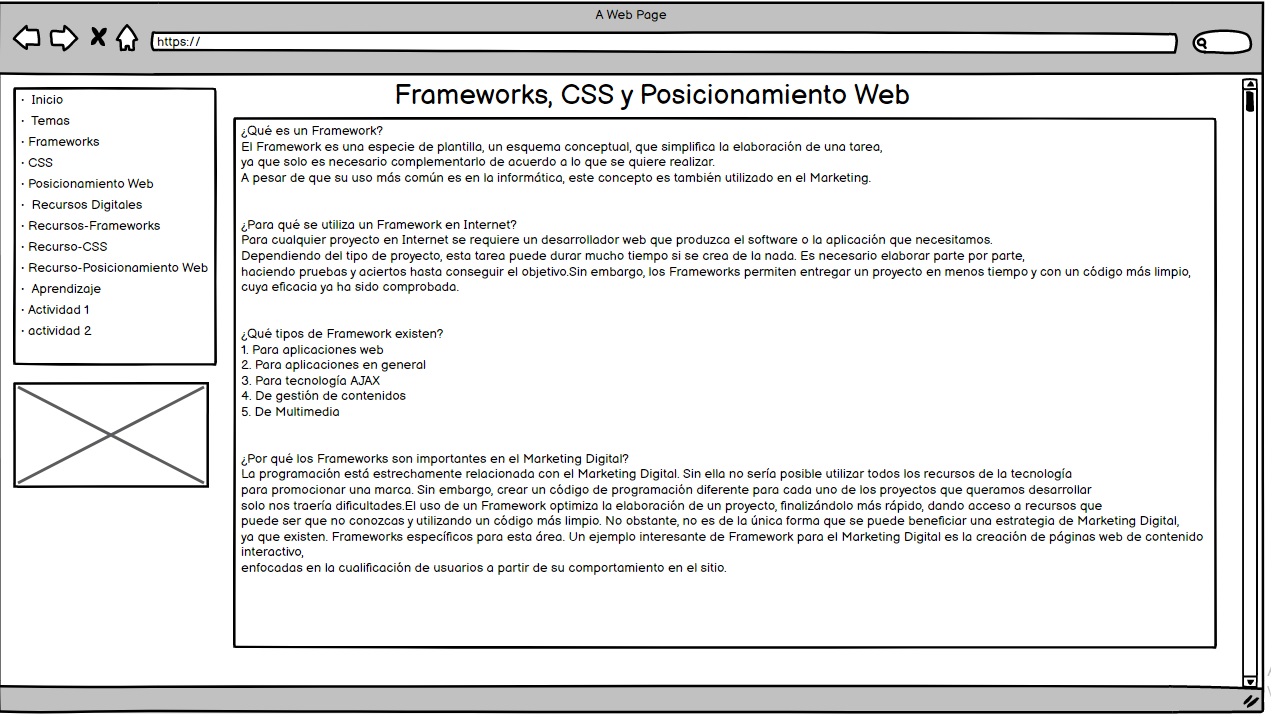 A Web Page
https://
Frameworks, CSS y Posicionamiento Web
· Inicio
· Temas
· Frameworks
· CSS
· Posicionamiento Web
· Recursos Digitales
· Recursos-Frameworks
· Recurso-CSS
· Recurso-Posicionamiento Web
· Aprendizaje
· Actividad 1
· actividad 2
¿Qué es un Framework?
El Framework es una especie de plantilla, un esquema conceptual, que simplifica la elaboración de una tarea,
ya que solo es necesario complementarlo de acuerdo a lo que se quiere realizar.
A pesar de que su uso más común es en la informática, este concepto es también utilizado en el Marketing.
¿Para qué se utiliza un Framework en Internet?
Para cualquier proyecto en Internet se requiere un desarrollador web que produzca el software o la aplicación que necesitamos.
Dependiendo del tipo de proyecto, esta tarea puede durar mucho tiempo si se crea de la nada. Es necesario elaborar parte por parte,
haciendo pruebas y aciertos hasta conseguir el objetivo.Sin embargo, los Frameworks permiten entregar un proyecto en menos tiempo y con un código más limpio,
cuya eficacia ya ha sido comprobada.
¿Qué tipos de Framework existen?
1. Para aplicaciones web
2. Para aplicaciones en general
3. Para tecnología AJAX
4. De gestión de contenidos
5. De Multimedia
¿Por qué los Frameworks son importantes en el Marketing Digital?
La programación está estrechamente relacionada con el Marketing Digital. Sin ella no sería posible utilizar todos los recursos de la tecnología
para promocionar una marca. Sin embargo, crear un código de programación diferente para cada uno de los proyectos que queramos desarrollar
solo nos traería dificultades.El uso de un Framework optimiza la elaboración de un proyecto, finalizándolo más rápido, dando acceso a recursos que
puede ser que no conozcas y utilizando un código más limpio. No obstante, no es de la única forma que se puede beneficiar una estrategia de Marketing Digital,
ya que existen. Frameworks específicos para esta área. Un ejemplo interesante de Framework para el Marketing Digital es la creación de páginas web de contenido
interactivo,
enfocadas en la cualificación de usuarios a partir de su comportamiento en el sitio.